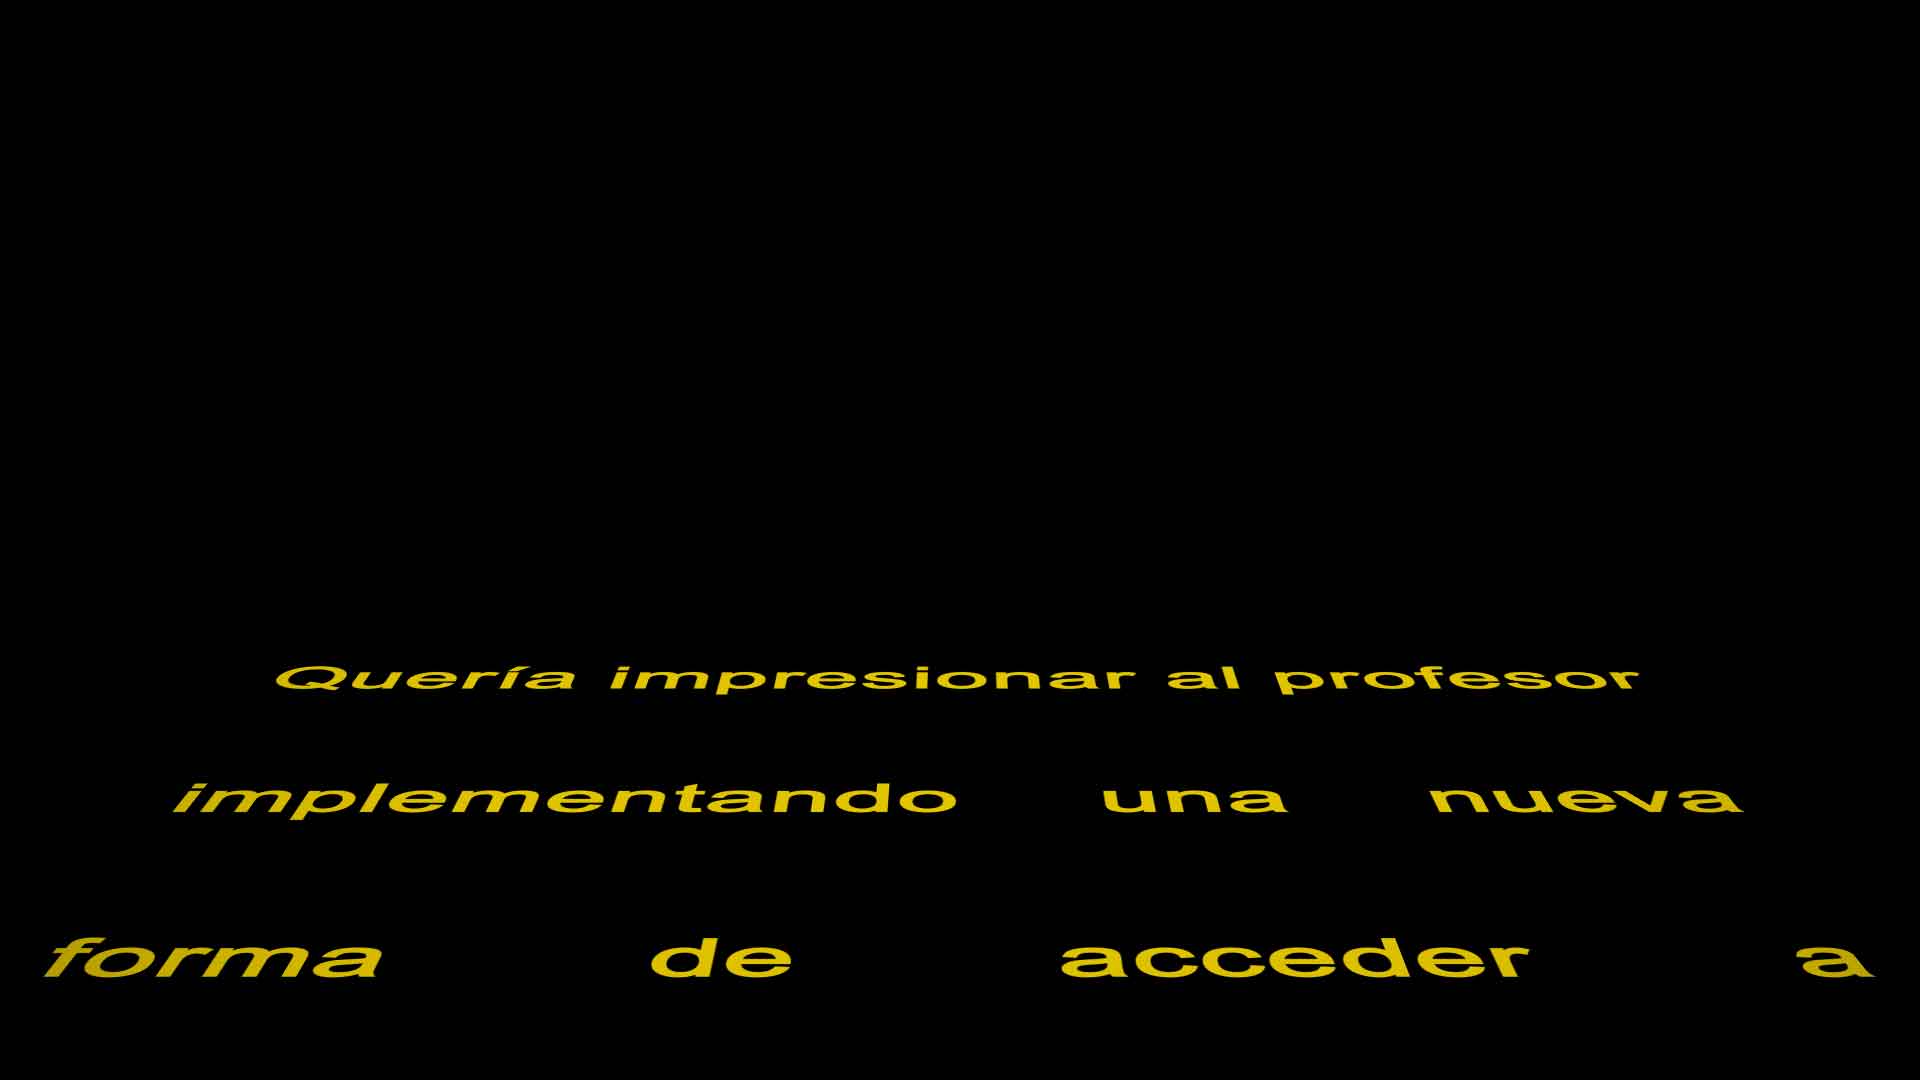 Quería impresionar al profesor
implementando una nueva
forma de acceder a